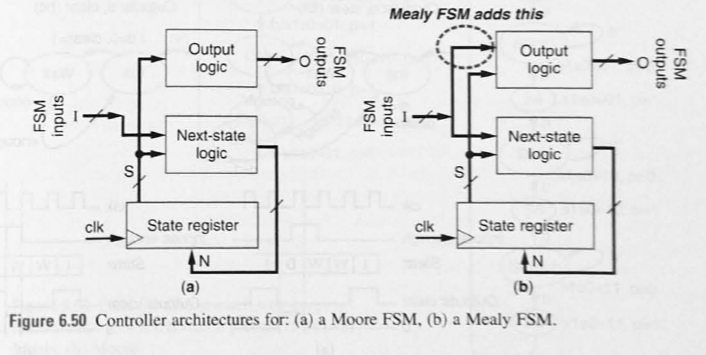 Mealy FSM adds this
Output
logic
O
FSM
outputs
FSM
inputs
I
Next-state
logic
S
clk
State register
N
(a)
Output
logic
O
FSM
outputs
FSM
inputs
I
Next-state
logic
S
clk
State register
N
(b)
Figure 6.50 Controller architectures for: (a) a Moore FSM, (b) a Mealy FSM.